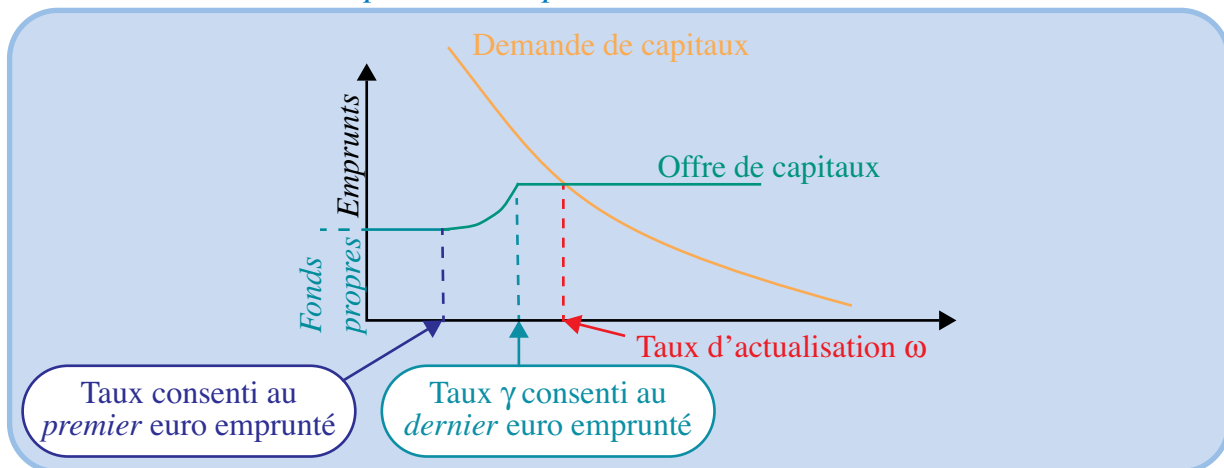 Demande de capitaux
Emprunts
Offre de capitaux
Fonds
propres
Taux d'actualisation ω
Taux consenti au
premier euro emprunté
Taux γ consenti au
dernier euro emprunté